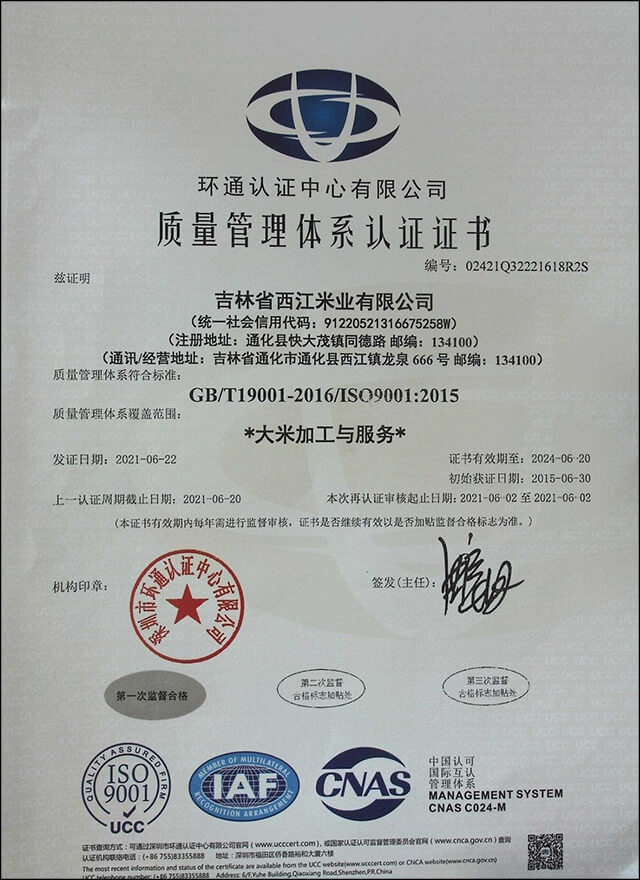 环通认证中心有限公司
质量管理体系认证证书
编号：02421Q32221618R2S
兹证明
吉林省西江米业有限公司
（统一社会信用代码：91220521316675258W）
（注册地址：通化县快大茂镇同德路 邮编：134100）
（通讯/经营地址：吉林省通化市通化县西江镇龙泉 666 号 邮编：134100）
质量管理体系符合标准：
GB/T19001-2016/ISO9001:2015
质量管理体系覆盖范围：
*大米加工与服务*
发证日期：2021-06-22
证书有效期至：2024-06-20
初始获证日期：2015-06-30
上一认证周期截止日期：2021-06-20
本次再认证审核起止日期：2021-06-02 至 2021-06-02
（本证书有效期内每年需进行监督审核，证书是否继续有效以是否加贴监督合格标志为准。）
机构印章：
深圳市环通认证中心有限公司
签发(主任)：
第一次监督合格
第二次监督
合格标志加贴处
第三次监督
合格标志加贴处
QUALITY ASSURED FIRM
ISO
9001
UCC
MEMBER OF MULTILATERAL
IAF
RECOGNITION ARRANGEMENT
CNAS
中国认可
国际互认
管理体系
MANAGEMENT SYSTEM
CNAS C024-M
证书查询方式：可通过深圳市环通认证中心有限公司官网（www.ucccert.com），或国家认证认可监督管理委员会官网（www.cnca.gov.cn）查询
认证机构联络电话：(+86 755)83355888 地址：深圳市福田区侨香路裕和大厦六楼
The most recent information and status of the certificate are available from the UCC website(www.ucccert.com) or CNCA website(www.cnca.gov.cn)
UCC telephone number: (+86 755)83355888 Address: 6/F,Yuhe Building,Qiaoxiang Road,Shenzhen,P.R.China